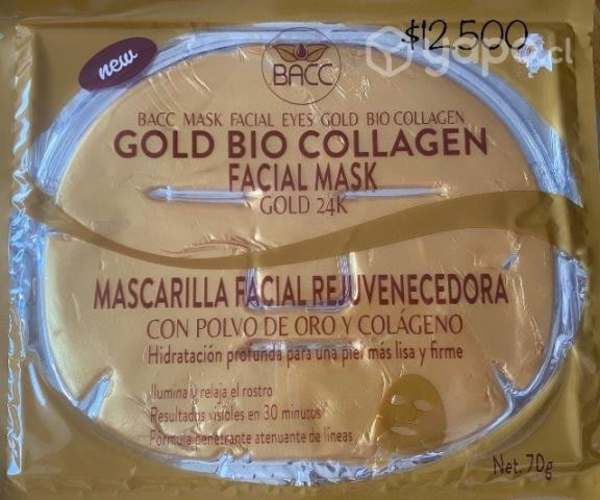 $12.500
new
yapo.cl
BACC
BACC MASK FACIAL EYES GOLD BIO COLLAGEN
GOLD BIO COLLAGEN
FACIAL MASK
GOLD 24K
MASCARILLA FACIAL REJUVENECEDORA
CON POLVO DE ORO Y COLÁGENO
Hidratación profunda para una piel más lisa y firme
Ilumina y relaja el rostro
Resultados visibles en 30 minutos
Fórmula penetrante atenuante de líneas
Net. 70g